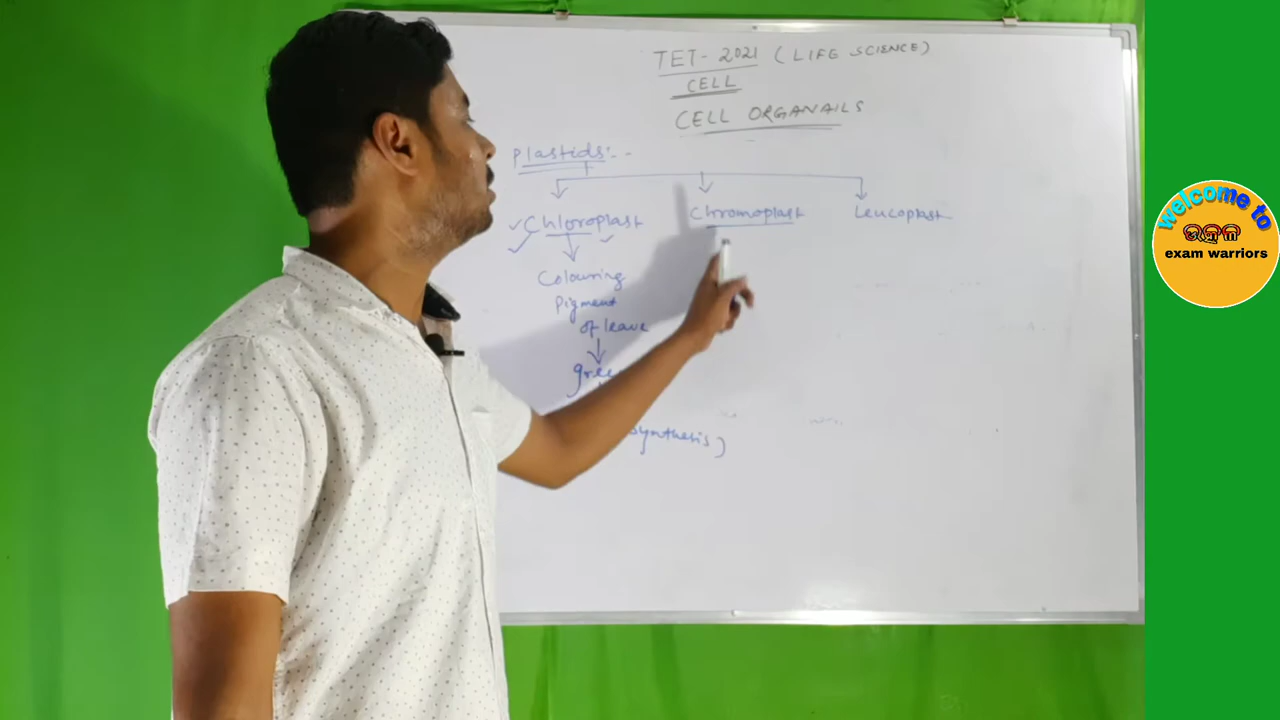 TET- 2021 (LIFE SCIENCE)
CELL
CELL ORGANAILS
Plastids:-
Chloroplast
Chromoplast
Leucoplast
Colouring
Pigment
of leave
gree
synthesis)
welcome to
exam warriors